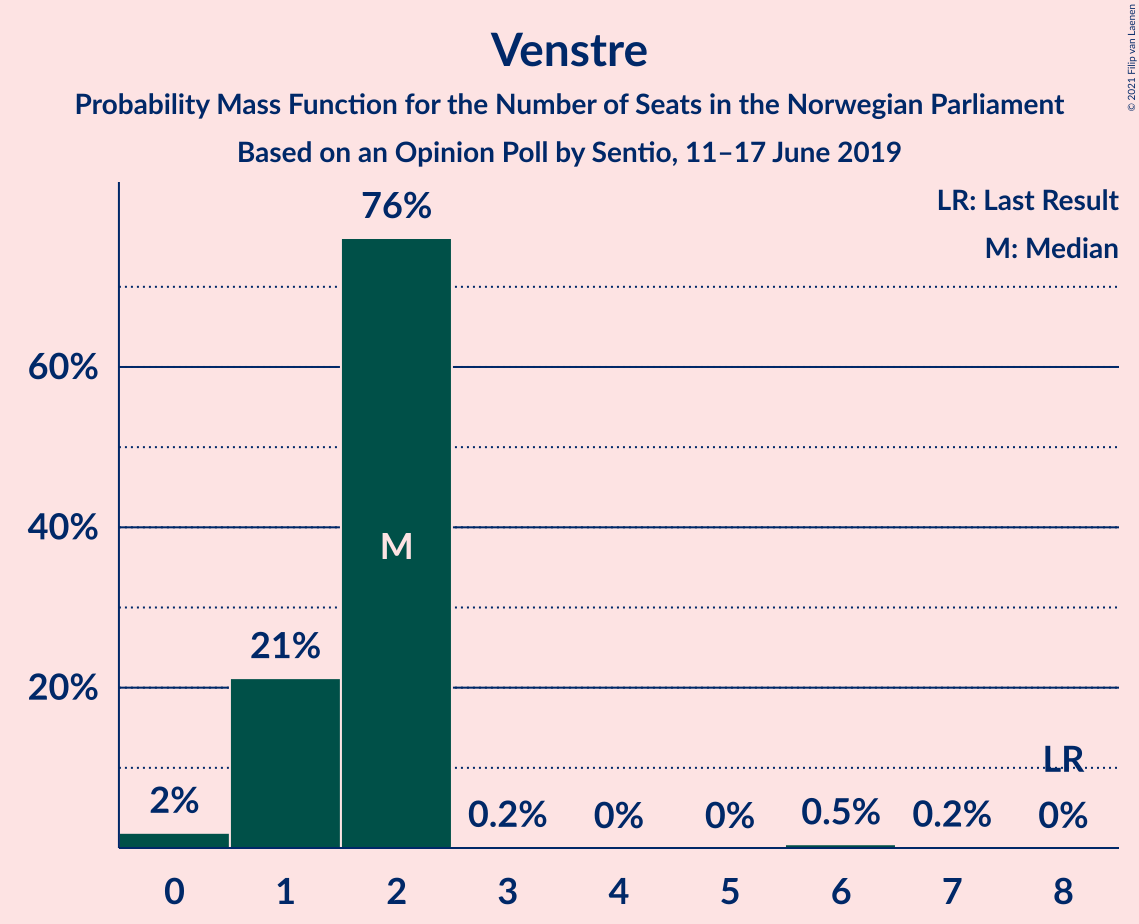 Venstre
Probability Mass Function for the Number of Seats in the Norwegian Parliament
Based on an Opinion Poll by Sentio, 11–17 June 2019
© 2021 Filip van Laenen
LR: Last Result
M: Median
60%
40%
20%
2%
21%
76%
M
0.2%
0%
0%
0.5%
0.2%
LR
0%
0 1 2 3 4 5 6 7 8